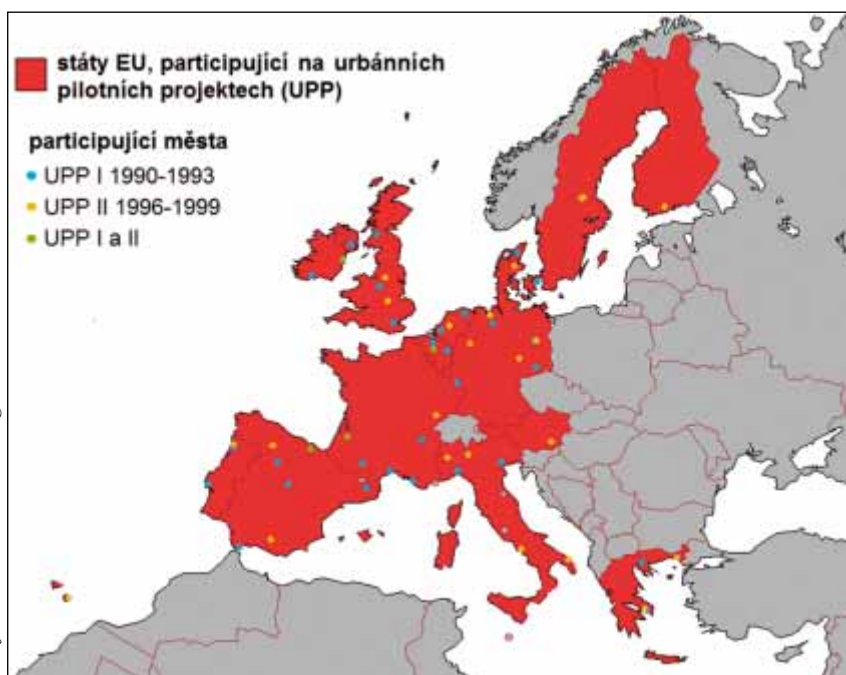 státy EU, participující na urbánních
pilotních projektech (UPP)
participující města
UPP I 1990-1993
UPP II 1996-1999
UPP I a II